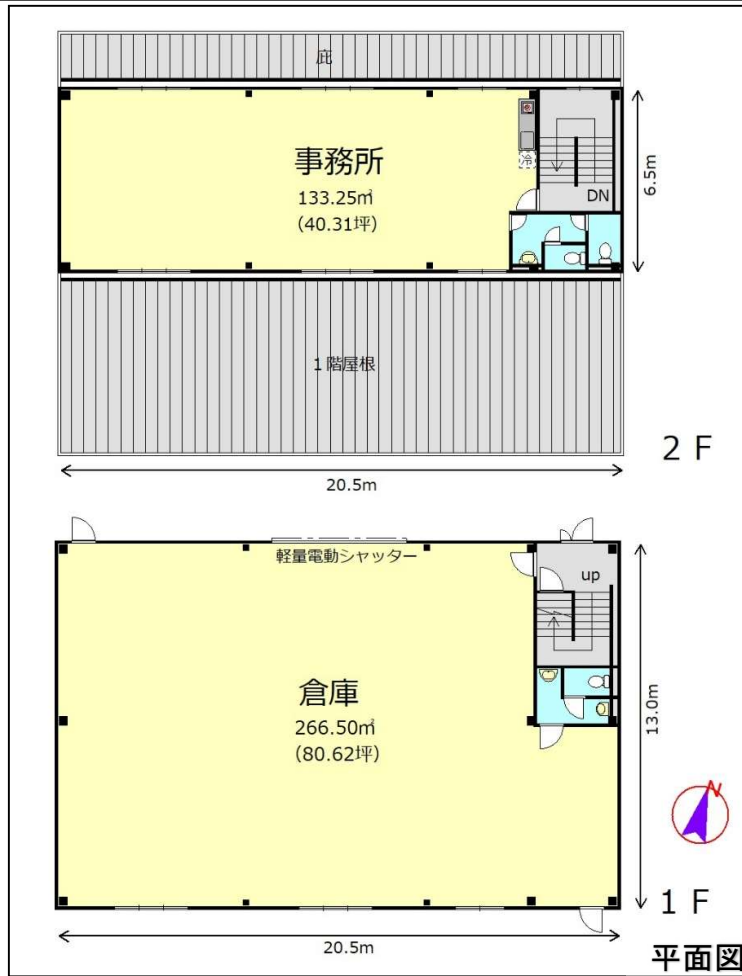 庇
事務所
133.25㎡
(40.31坪)
冷
DN
6.5m
1階屋根
2F
20.5m
軽量電動シャッター
up
倉庫
266.50㎡
(80.62坪)
13.0m
N
1F
20.5m
平面図